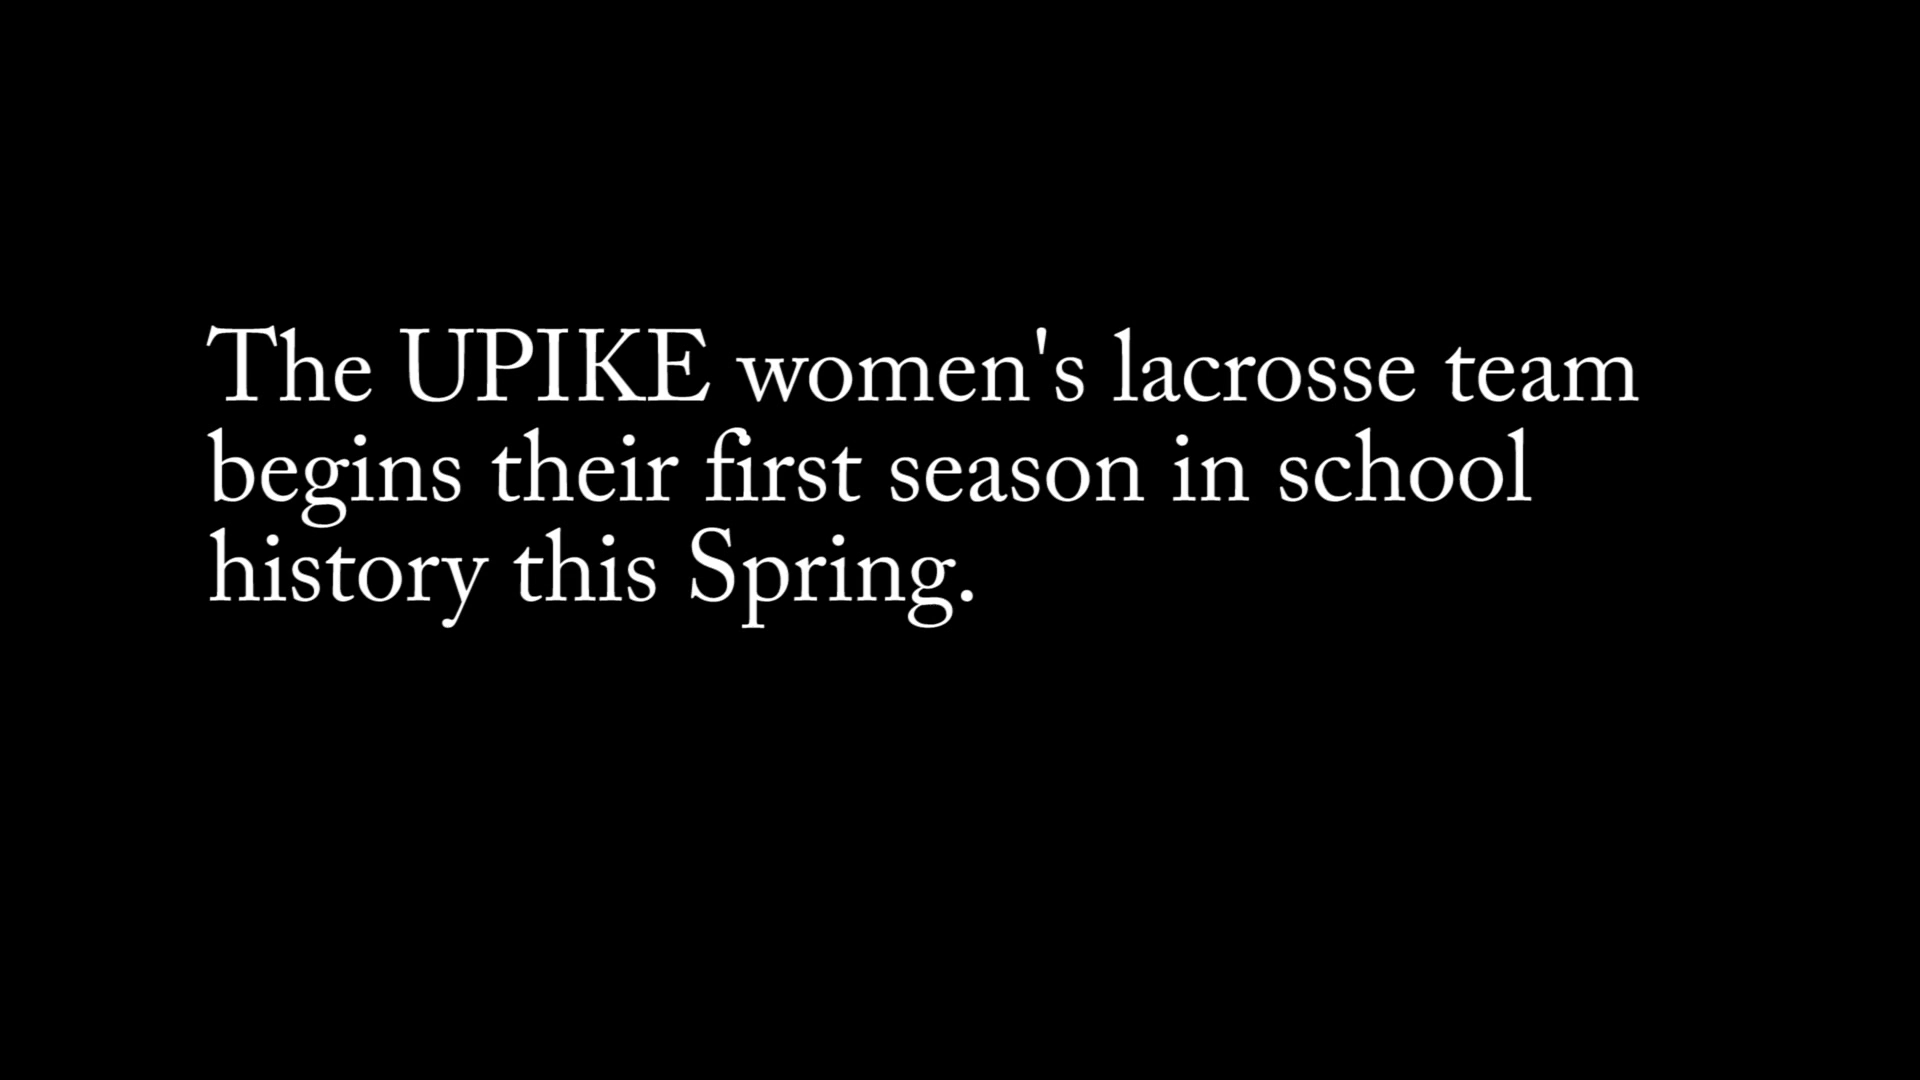 The UPIKE women's lacrosse team
begins their first season in school
history this Spring.